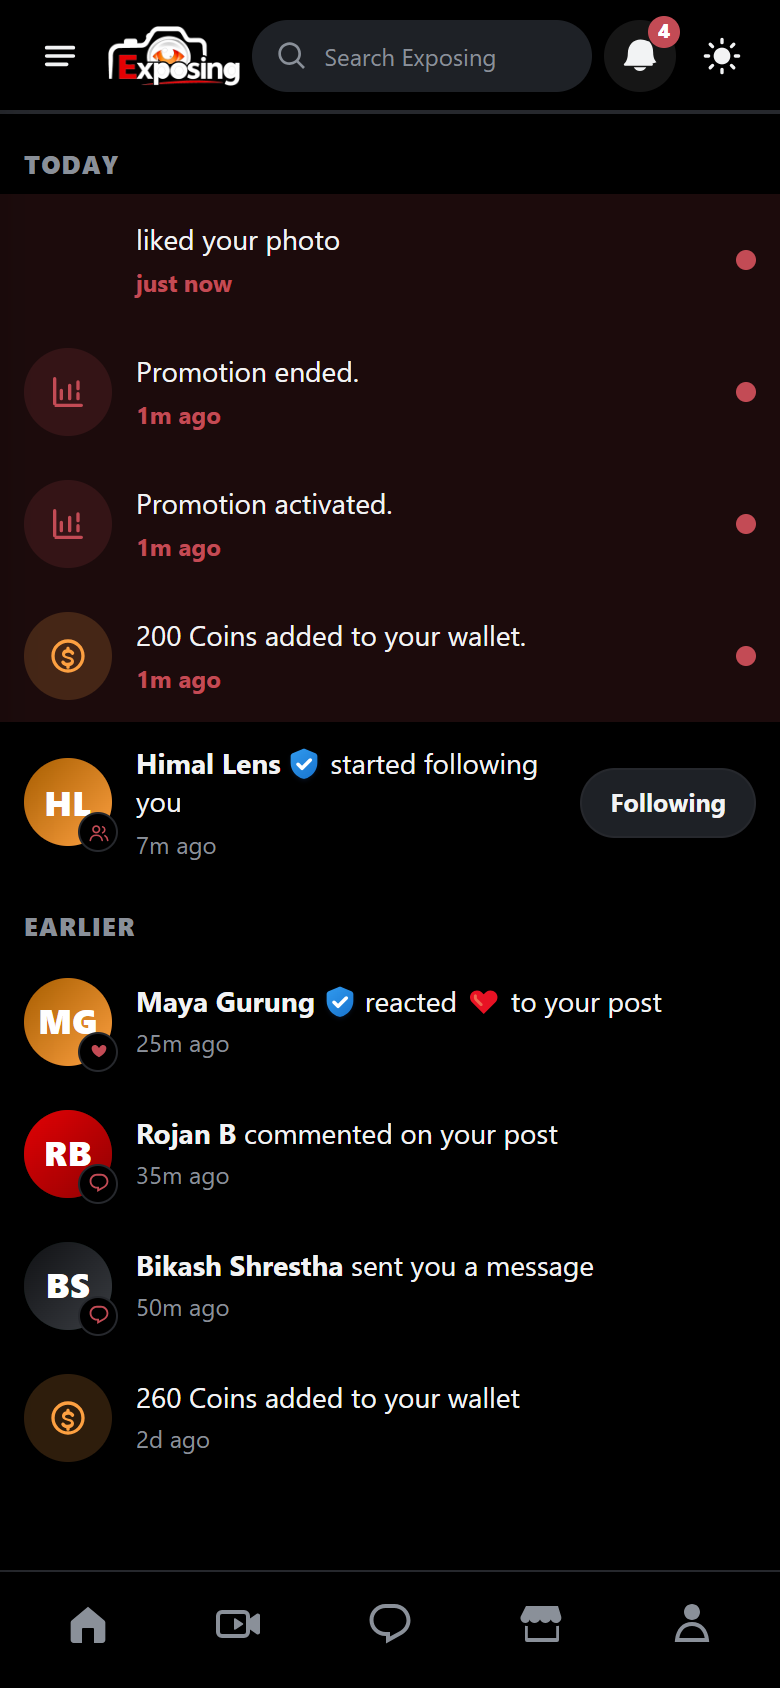 Exposing
Search Exposing
4
TODAY
liked your photo
just now
Promotion ended.
1m ago
Promotion activated.
1m ago
200 Coins added to your wallet.
1m ago
HL
Himal Lens started following
you
7m ago
Following
EARLIER
MG
Maya Gurung reacted ❤️ to your post
25m ago
RB
Rojan B commented on your post
35m ago
BS
Bikash Shrestha sent you a message
50m ago
260 Coins added to your wallet
2d ago